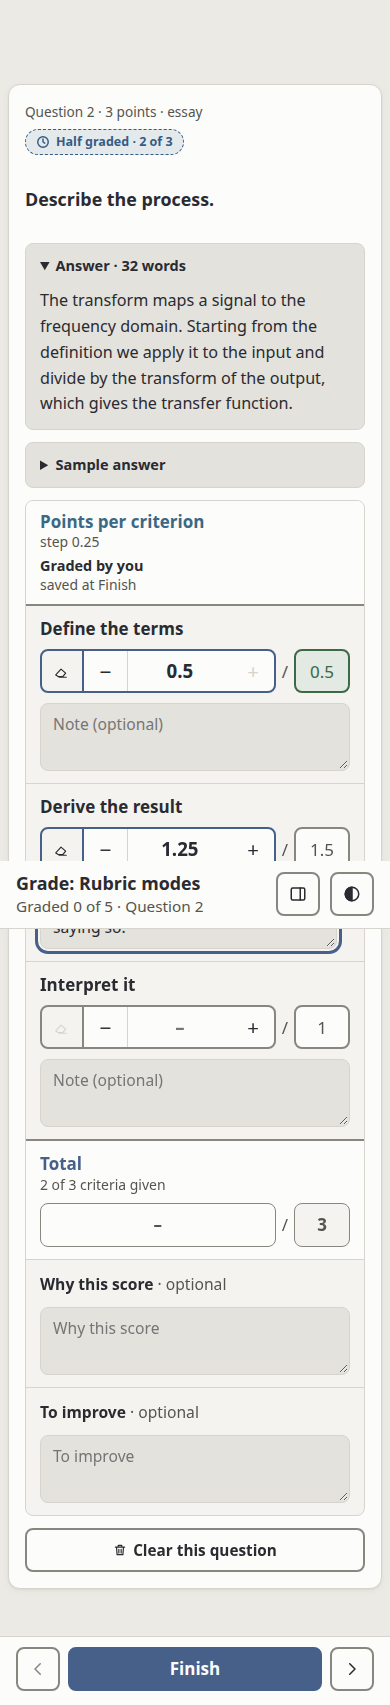 Question 2 · 3 points · essay
Half graded · 2 of 3
Describe the process.
▼ Answer · 32 words
The transform maps a signal to the
frequency domain. Starting from the
definition we apply it to the input and
divide by the transform of the output,
which gives the transfer function.
▶ Sample answer
Points per criterion
step 0.25
Graded by you
saved at Finish
Define the terms
− 0.5 + / 0.5
Note (optional)
Derive the result
− 1.25 + / 1.5
Grade: Rubric modes
Graded 0 of 5 · Question 2
saying so.
Interpret it
− – + / 1
Note (optional)
Total
2 of 3 criteria given
– / 3
Why this score · optional
Why this score
To improve · optional
To improve
Clear this question
Finish